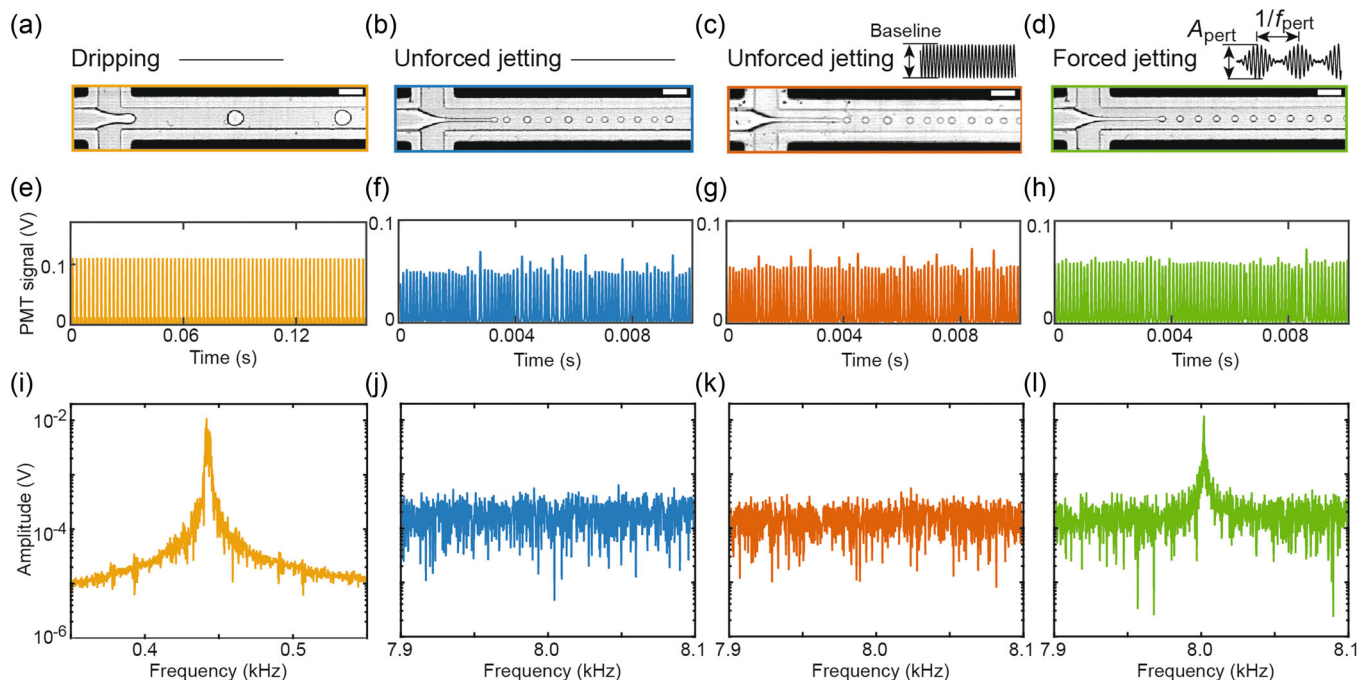 (a)
Dripping
(b)
Unforced jetting
(c)
Unforced jetting
Baseline
(d)
Forced jetting
A_pert
1/f_pert
(e)
PMT signal (V)
0.1
0
0
0.06
0.12
Time (s)
(f)
0.1
0
0
0.004
0.008
Time (s)
(g)
0.1
0
0
0.004
0.008
Time (s)
(h)
0.1
0
0
0.004
0.008
Time (s)
(i)
Amplitude (V)
10^-2
10^-4
10^-6
0.4
0.5
Frequency (kHz)
(j)
7.9
8.0
8.1
Frequency (kHz)
(k)
7.9
8.0
8.1
Frequency (kHz)
(l)
7.9
8.0
8.1
Frequency (kHz)